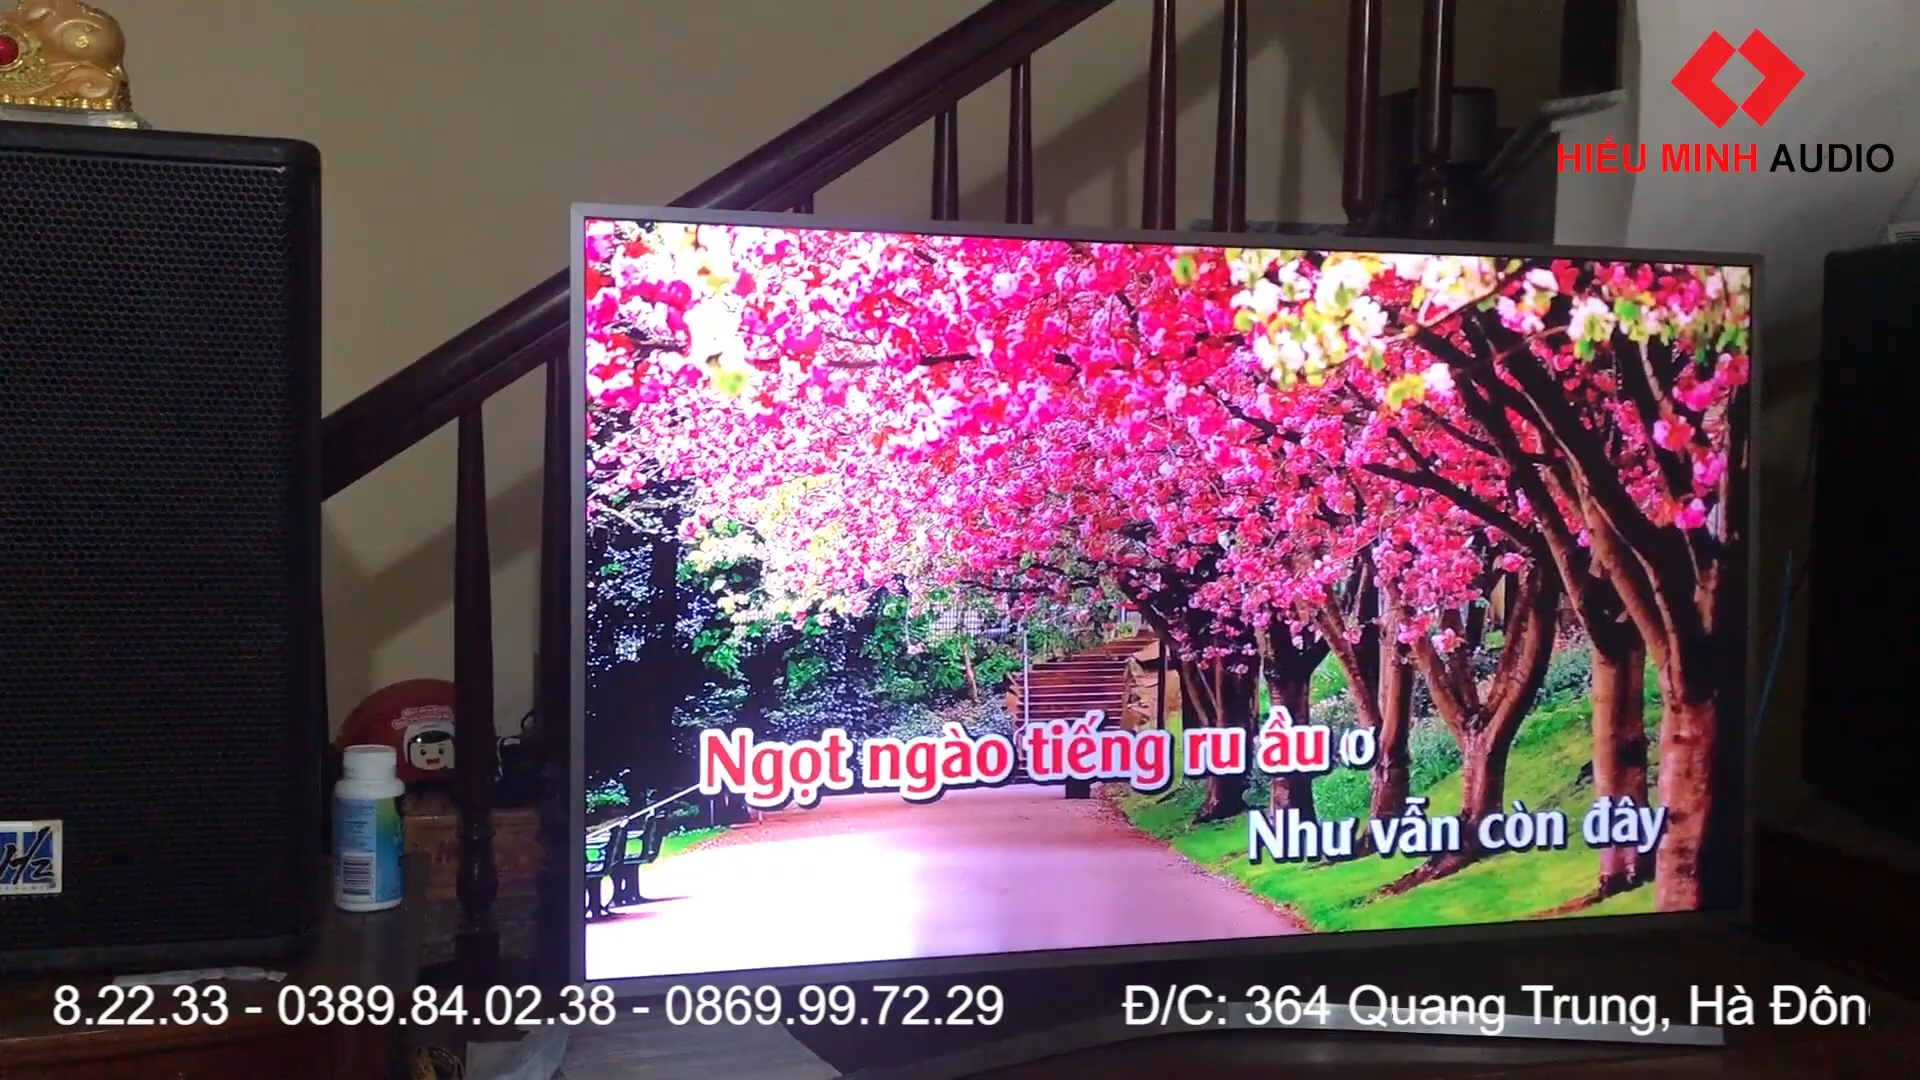 HIẾU MINH AUDIO
Ngọt ngào tiếng ru ầu ơ
Như vẫn còn đây
Hz
8.22.33 - 0389.84.02.38 - 0869.99.72.29 Đ/C: 364 Quang Trung, Hà Đôn